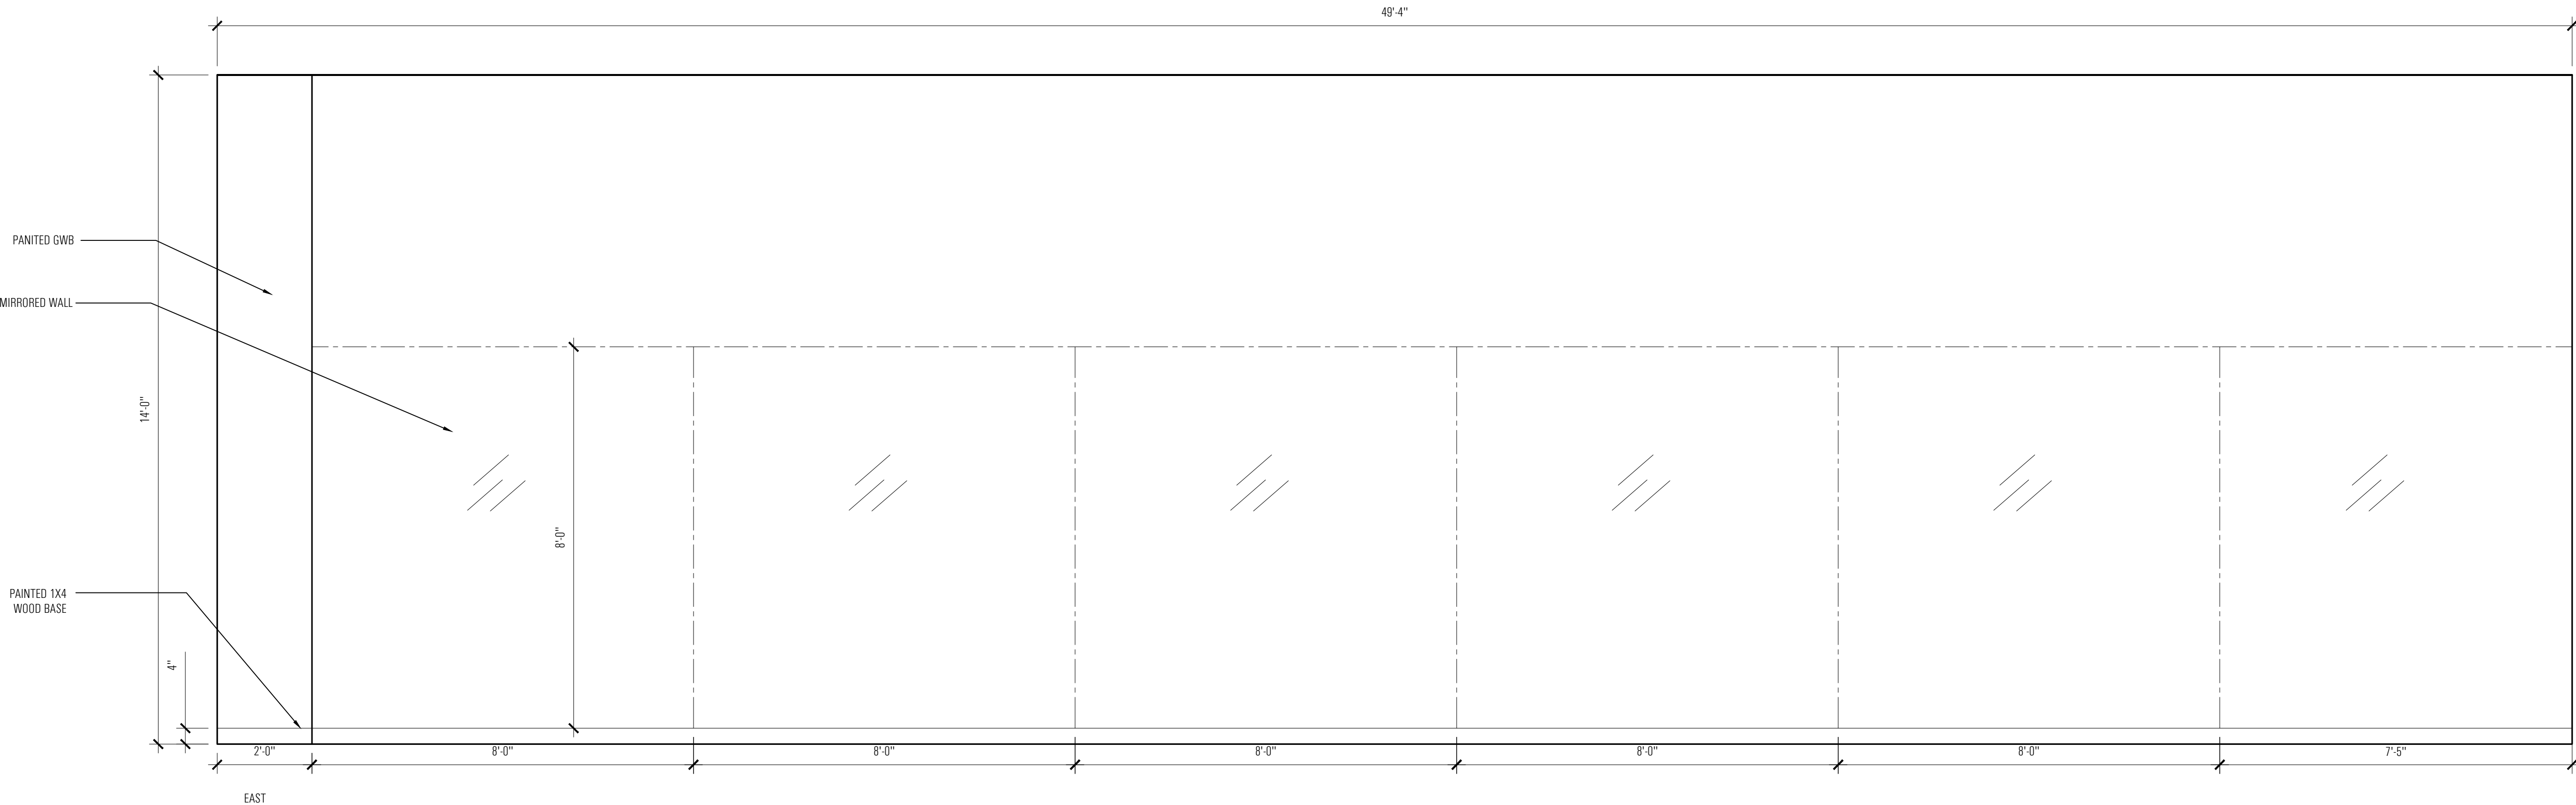 49'-4"
PANITED GWB
MIRRORED WALL
14'-0"
8'-0"
PAINTED 1X4
WOOD BASE
4"
2'-0"
8'-0"
8'-0"
8'-0"
8'-0"
8'-0"
7'-5"
EAST